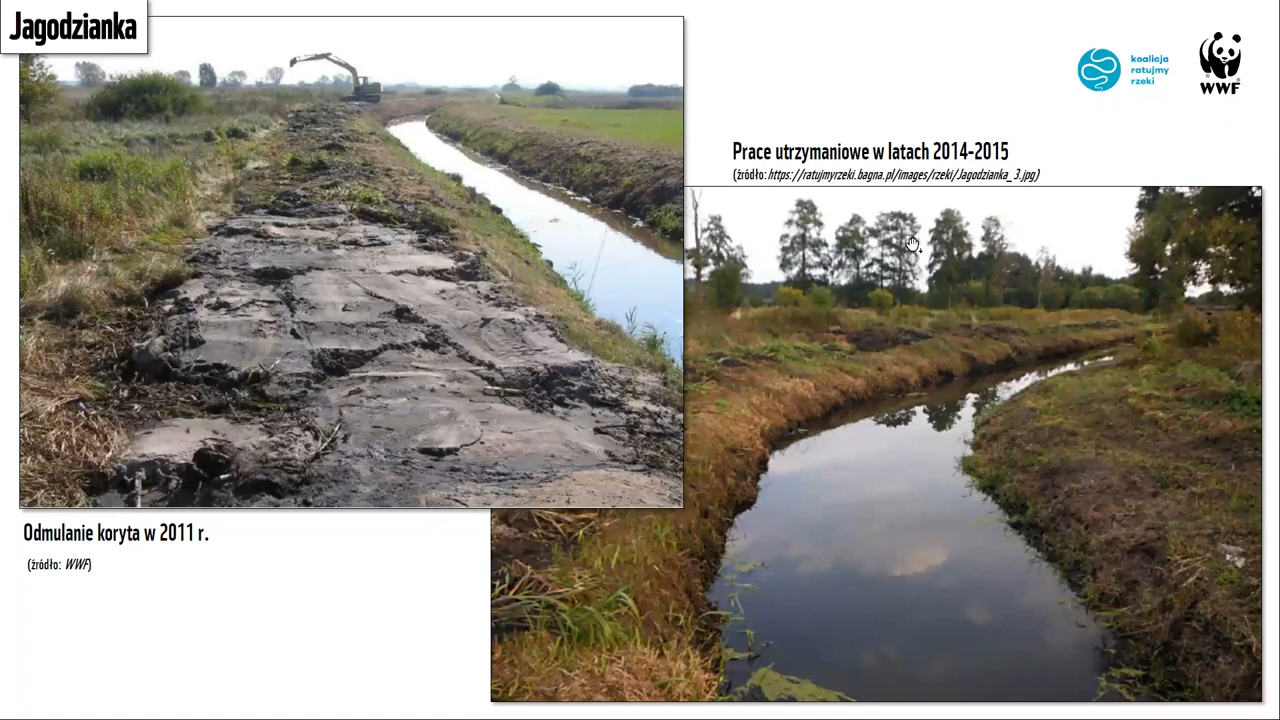 Jagodzianka
koalicja
ratujmy
rzeki
WWF
Prace utrzymaniowe w latach 2014-2015
(źródło: https://ratujmyrzeki.bagna.pl/images/rzeki/Jagodzianka_3.jpg)
Odmulanie koryta w 2011 r.
(źródło: WWF)